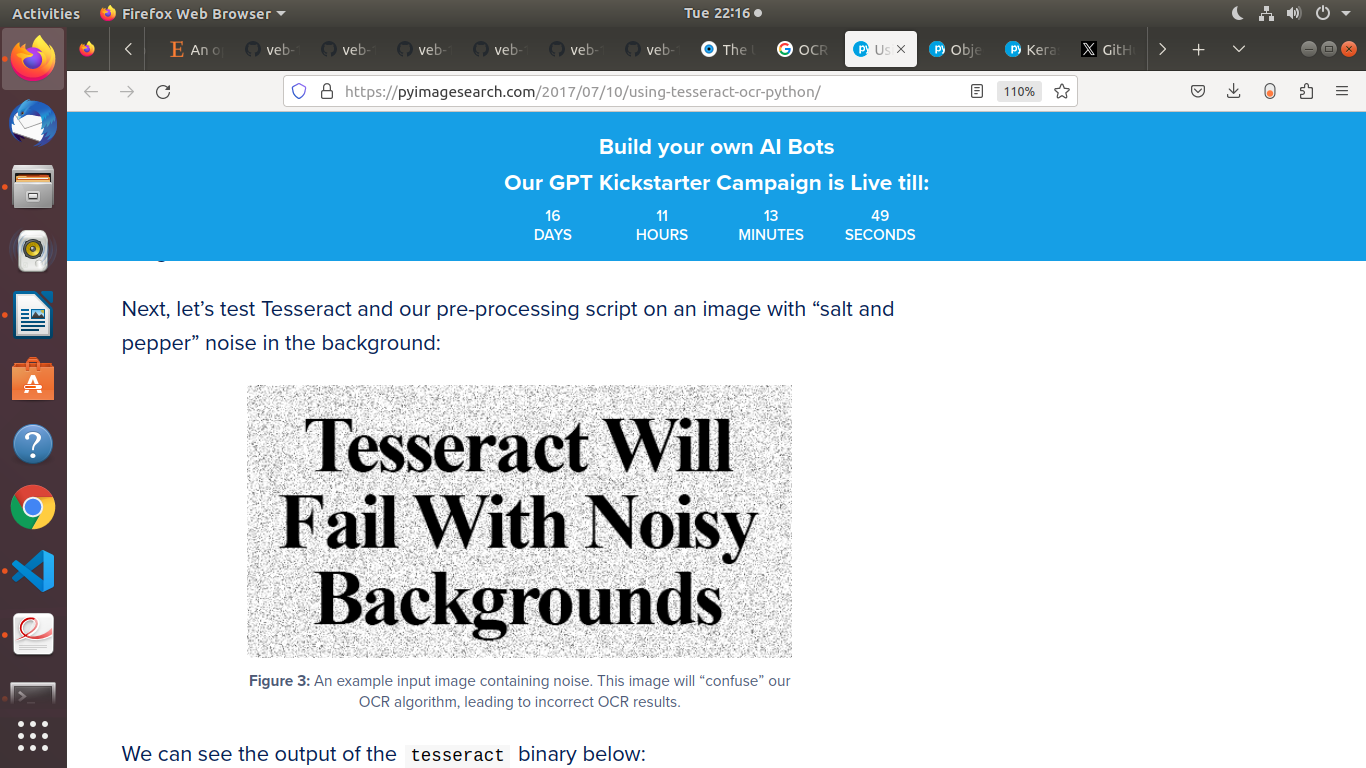 Activities
Firefox Web Browser
Tue 22:16
An o
veb-
veb-
veb-
veb-
veb-
veb-
The
OCR
Us
Obje
Kera
GitH
https://pyimagesearch.com/2017/07/10/using-tesseract-ocr-python/
110%
Build your own AI Bots
Our GPT Kickstarter Campaign is Live till:
16 11 13 49
DAYS HOURS MINUTES SECONDS
Next, let’s test Tesseract and our pre-processing script on an image with “salt and
pepper” noise in the background:
Tesseract Will
Fail With Noisy
Backgrounds
Figure 3: An example input image containing noise. This image will “confuse” our
OCR algorithm, leading to incorrect OCR results.
We can see the output of the tesseract binary below: